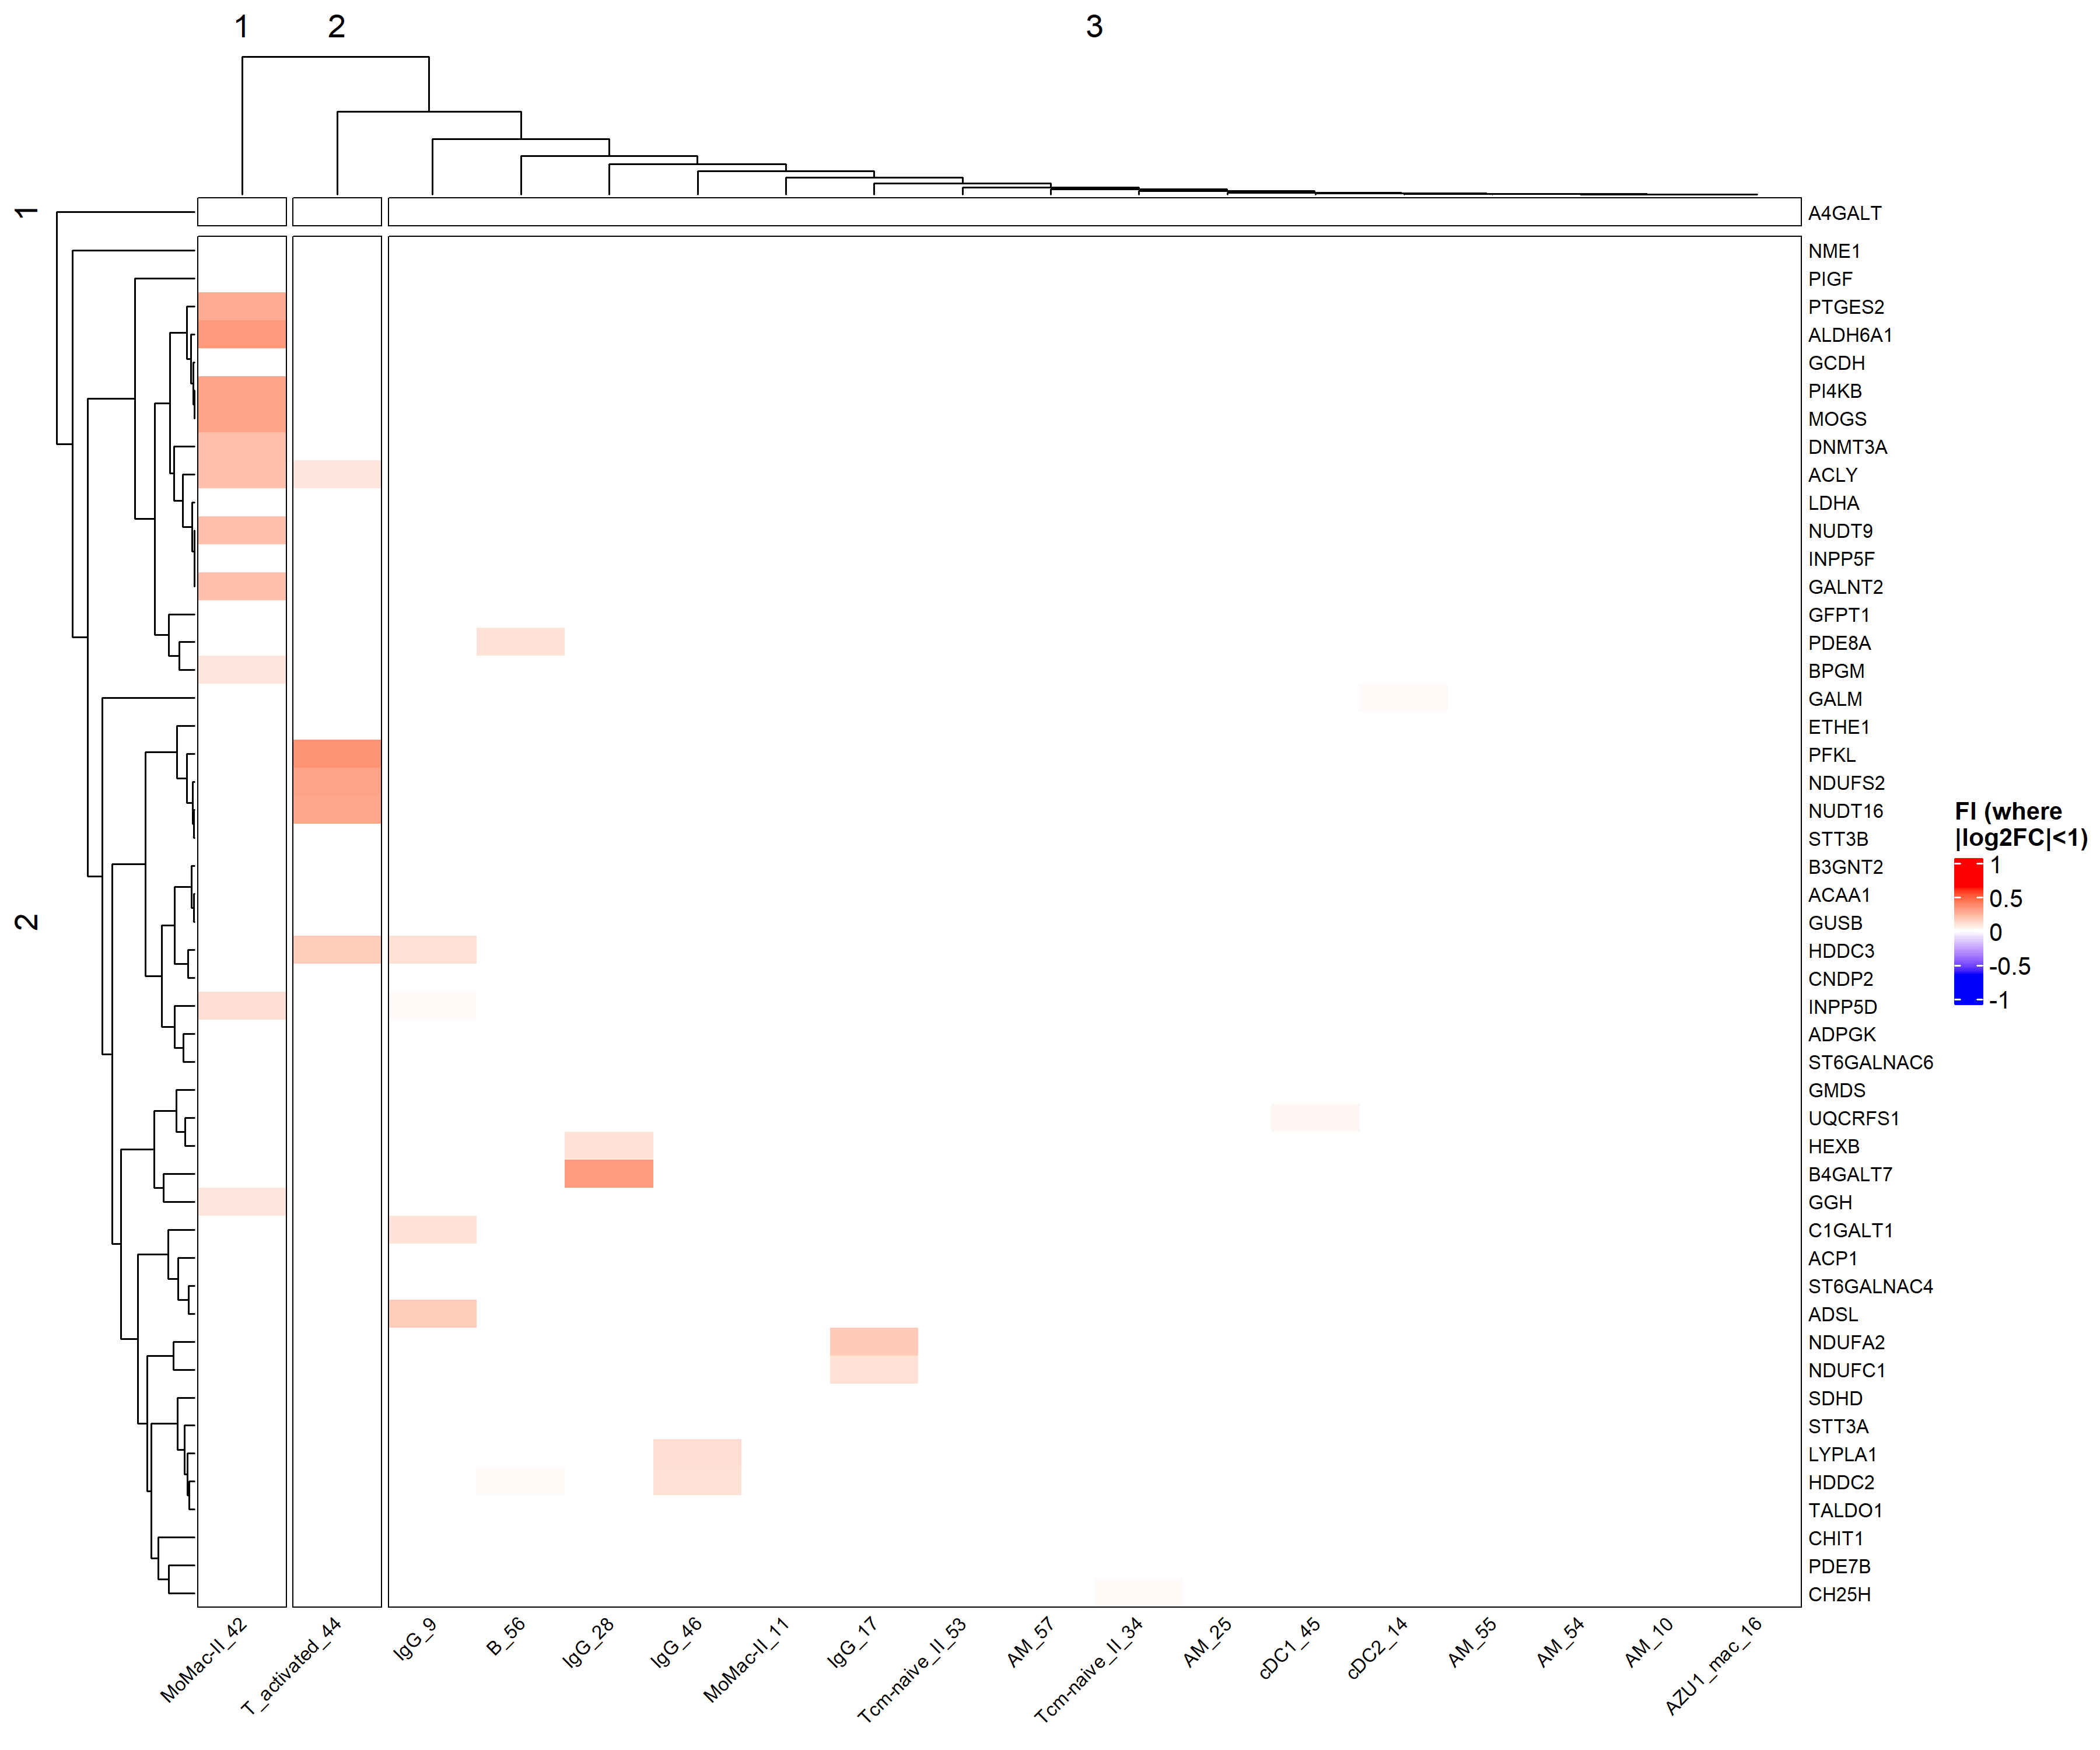 1
2
3
1
A4GALT
NME1
PIGF
PTGES2
ALDH6A1
GCDH
PI4KB
MOGS
DNMT3A
ACLY
LDHA
NUDT9
INPP5F
GALNT2
GFPT1
PDE8A
BPGM
GALM
ETHE1
PFKL
NDUFS2
NUDT16
STT3B
B3GNT2
ACAA1
GUSB
HDDC3
CNDP2
INPP5D
ADPGK
ST6GALNAC6
GMDS
UQCRFS1
HEXB
B4GALT7
GGH
C1GALT1
ACP1
ST6GALNAC4
ADSL
NDUFA2
NDUFC1
SDHD
STT3A
LYPLA1
HDDC2
TALDO1
CHIT1
PDE7B
CH25H
2
FI (where
|log2FC|<1)
1
0.5
0
-0.5
-1
MoMac-II_42
T_activated_44
IgG_9
B_56
IgG_28
IgG_46
MoMac-II_11
IgG_17
Tcm-naive_II_53
AM_57
Tcm-naive_II_34
AM_25
cDC1_45
cDC2_14
AM_55
AM_54
AM_10
AZU1_mac_16